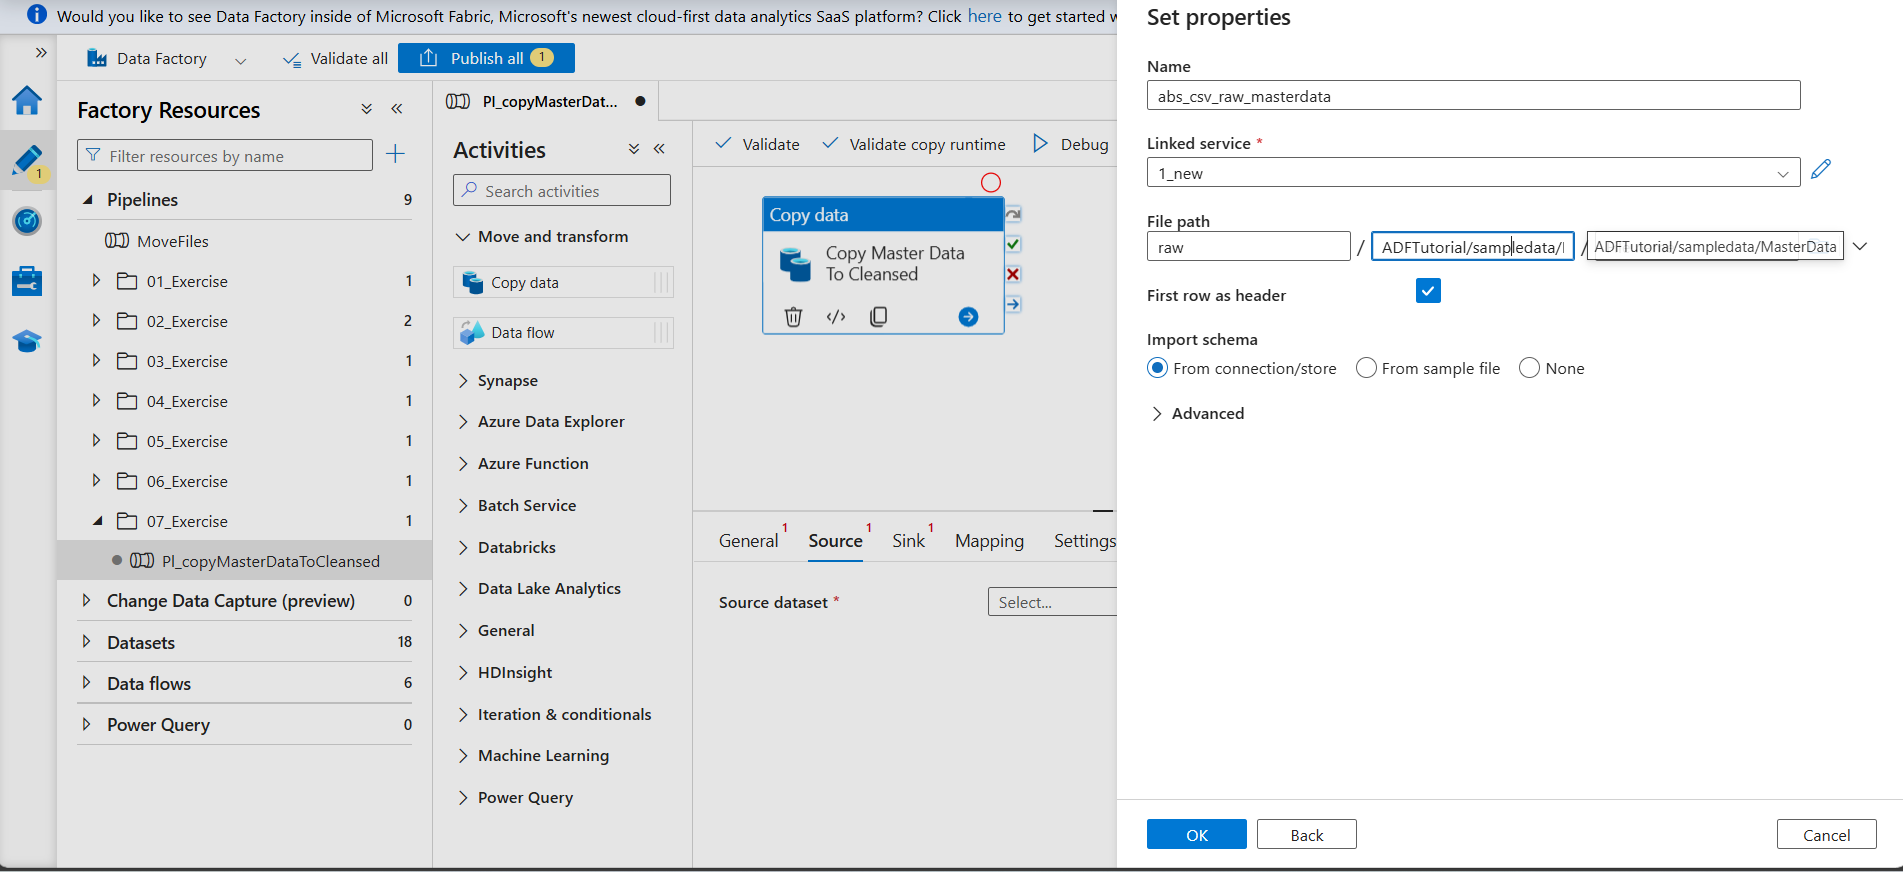 Would you like to see Data Factory inside of Microsoft Fabric, Microsoft's newest cloud-first data analytics SaaS platform? Click here to get started
Data Factory
Validate all
Publish all 1
1
Factory Resources
Filter resources by name
Pipelines 9
MoveFiles
01_Exercise 1
02_Exercise 2
03_Exercise 1
04_Exercise 1
05_Exercise 1
06_Exercise 1
07_Exercise 1
Pl_copyMasterDataToCleansed
Change Data Capture (preview) 0
Datasets 18
Data flows 6
Power Query 0
Pl_copyMasterDat...
Activities
Search activities
Move and transform
Copy data
Data flow
Synapse
Azure Data Explorer
Azure Function
Batch Service
Databricks
Data Lake Analytics
General
HDInsight
Iteration & conditionals
Machine Learning
Power Query
Validate
Validate copy runtime
Debug
Copy data
Copy Master Data
To Cleansed
General 1
Source 1
Sink 1
Mapping
Settings
Source dataset *
Select...
Set properties
Name
abs_csv_raw_masterdata
Linked service *
1_new
File path
raw / ADFTutorial/sampledata/ / ADFTutorial/sampledata/MasterData
First row as header
Import schema
From connection/store
From sample file
None
Advanced
OK
Back
Cancel